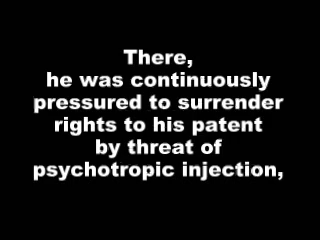 There,
he was continuously
pressured to surrender
rights to his patent
by threat of
psychotropic injection,